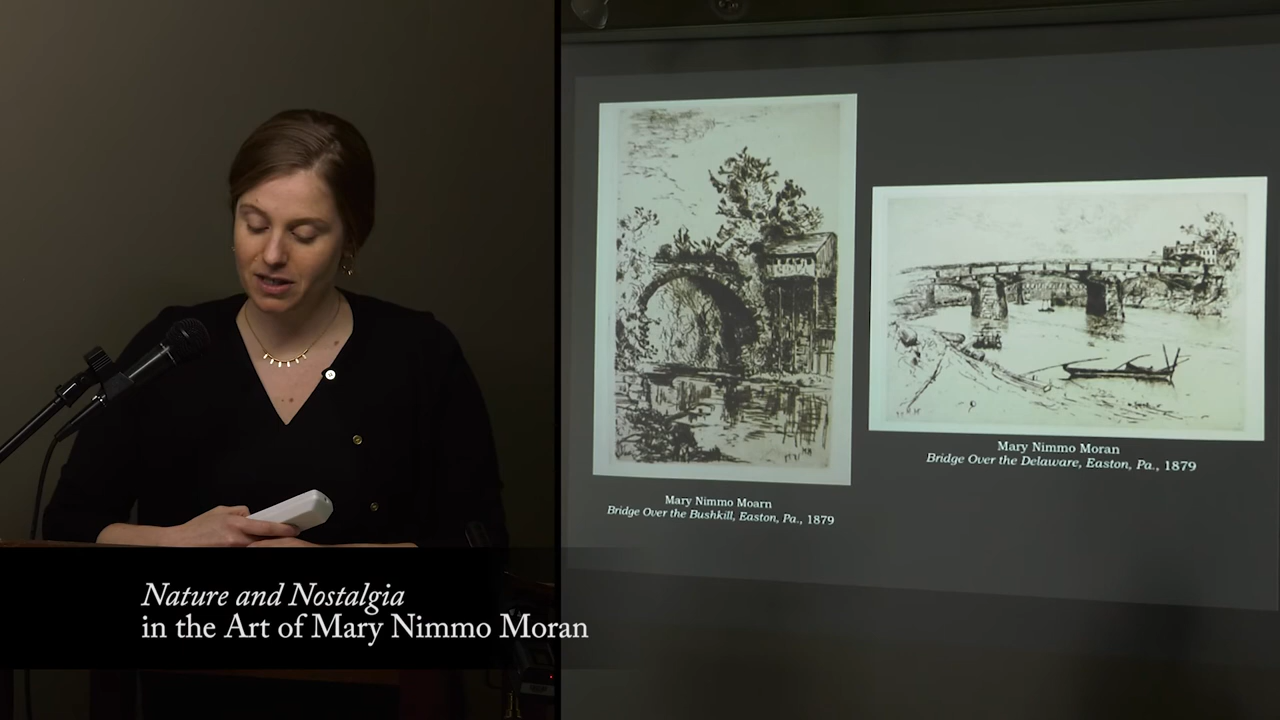 Mary Nimmo Moarn
Bridge Over the Bushkill, Easton, Pa., 1879
Mary Nimmo Moran
Bridge Over the Delaware, Easton, Pa., 1879
Nature and Nostalgia
in the Art of Mary Nimmo Moran